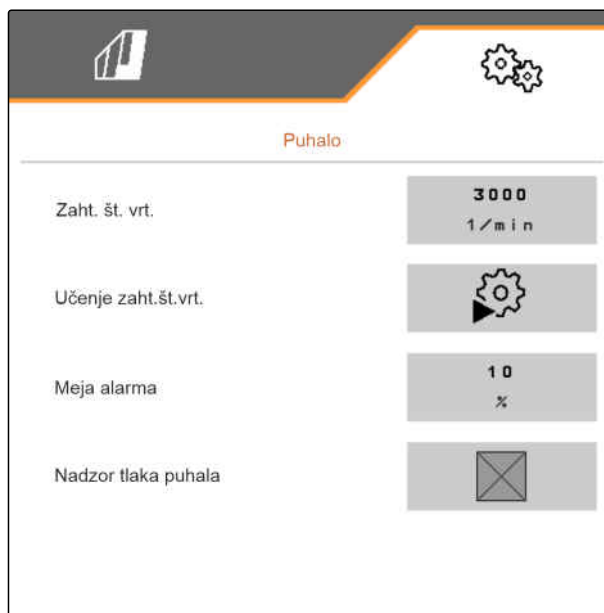 Puhalo
Zaht. št. vrt.
3000
1/min
Učenje zaht.št.vrt.
Meja alarma
10
%
Nadzor tlaka puhala